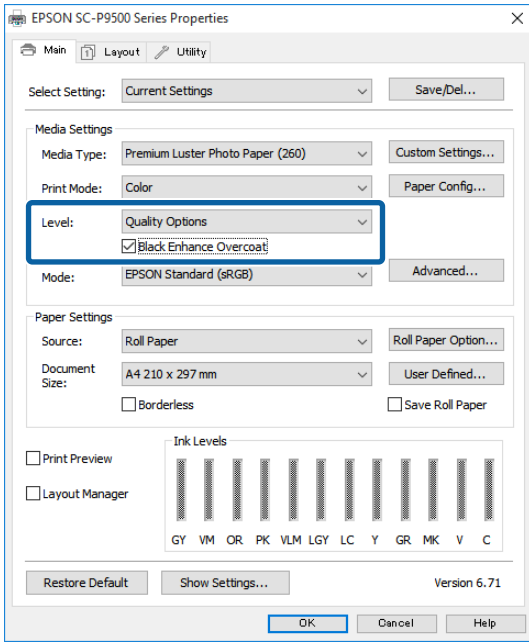 EPSON SC-P9500 Series Properties
Main Layout Utility
Select Setting: Current Settings Save/Del...
Media Settings
Media Type: Premium Luster Photo Paper (260) Custom Settings...
Print Mode: Color Paper Config...
Level: Quality Options
Black Enhance Overcoat
Mode: EPSON Standard (sRGB) Advanced...
Paper Settings
Source: Roll Paper Roll Paper Option...
Document
Size: A4 210 x 297 mm User Defined...
Borderless Save Roll Paper
Ink Levels
Print Preview
Layout Manager
GY VM OR PK VLM LGY LC Y GR MK V C
Restore Default Show Settings... Version 6.71
OK Cancel Help